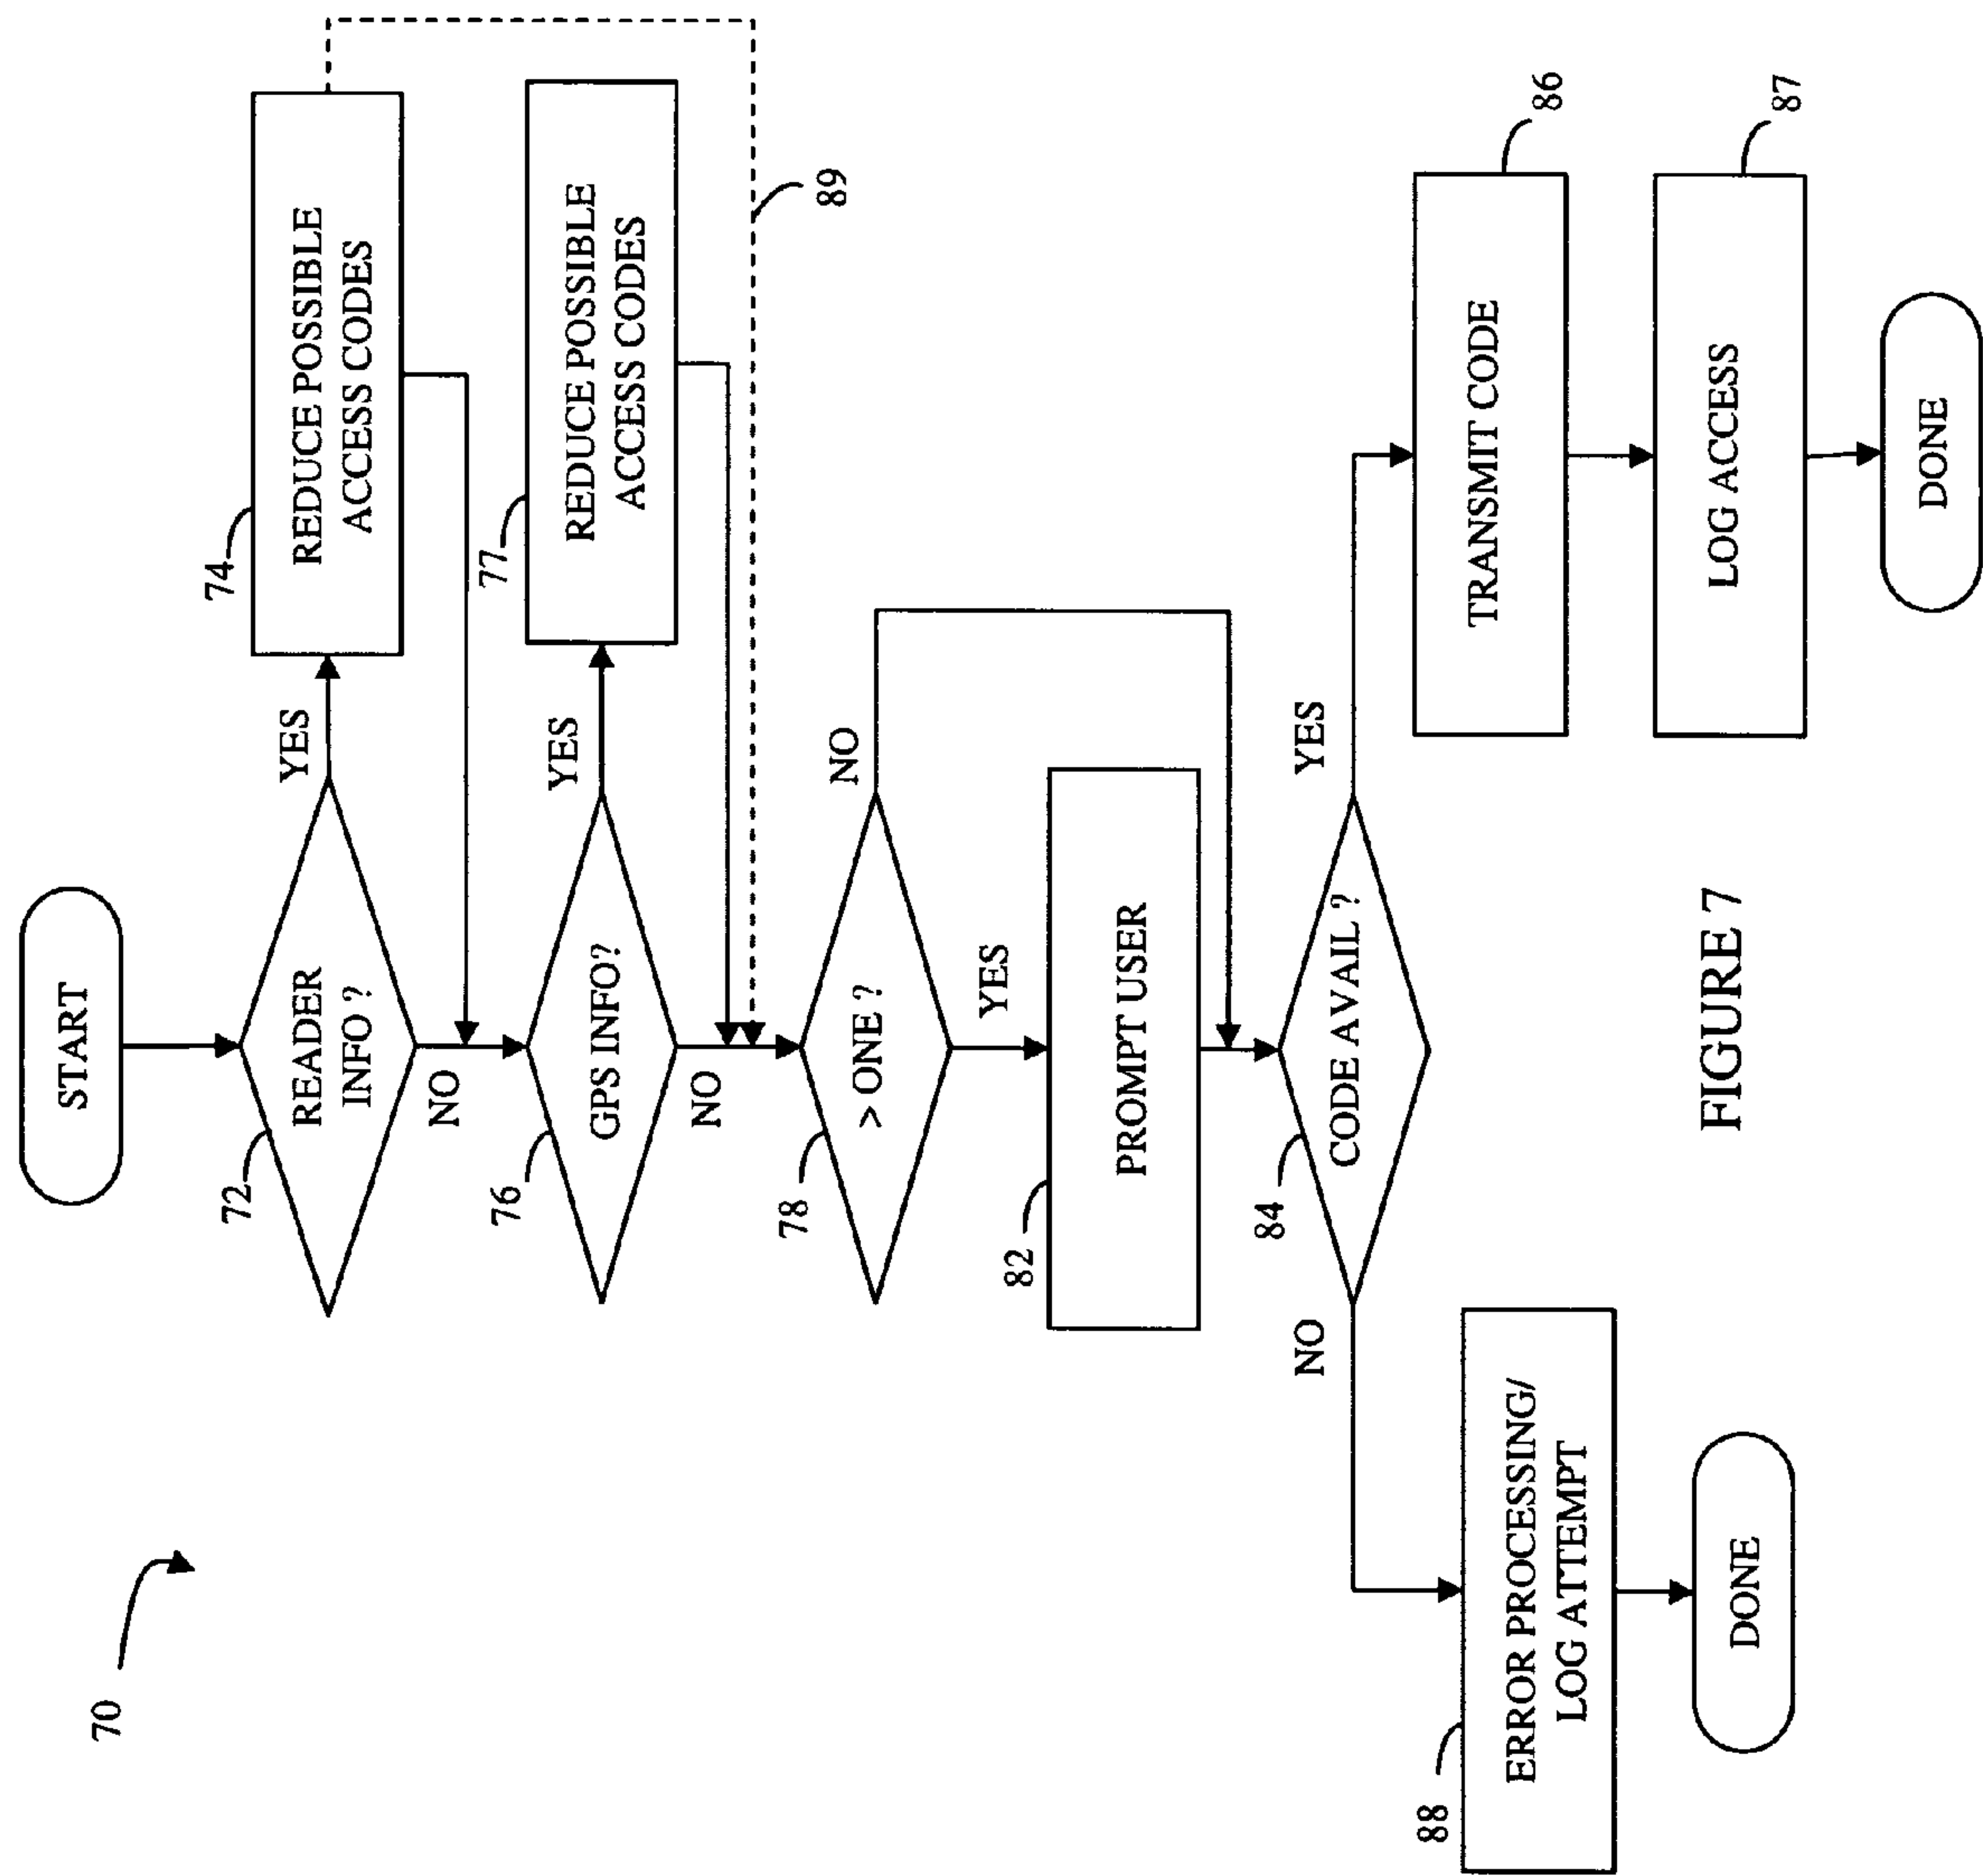 70
START
72
READER
INFO ?
YES
NO
74
REDUCE POSSIBLE
ACCESS CODES
76
GPS INFO?
YES
NO
77
REDUCE POSSIBLE
ACCESS CODES
89
78
> ONE ?
NO
YES
82
PROMPT USER
84
CODE AVAIL ?
NO
YES
86
TRANSMIT CODE
88
ERROR PROCESSING/
LOG ATTEMPT
87
LOG ACCESS
DONE
DONE
FIGURE 7